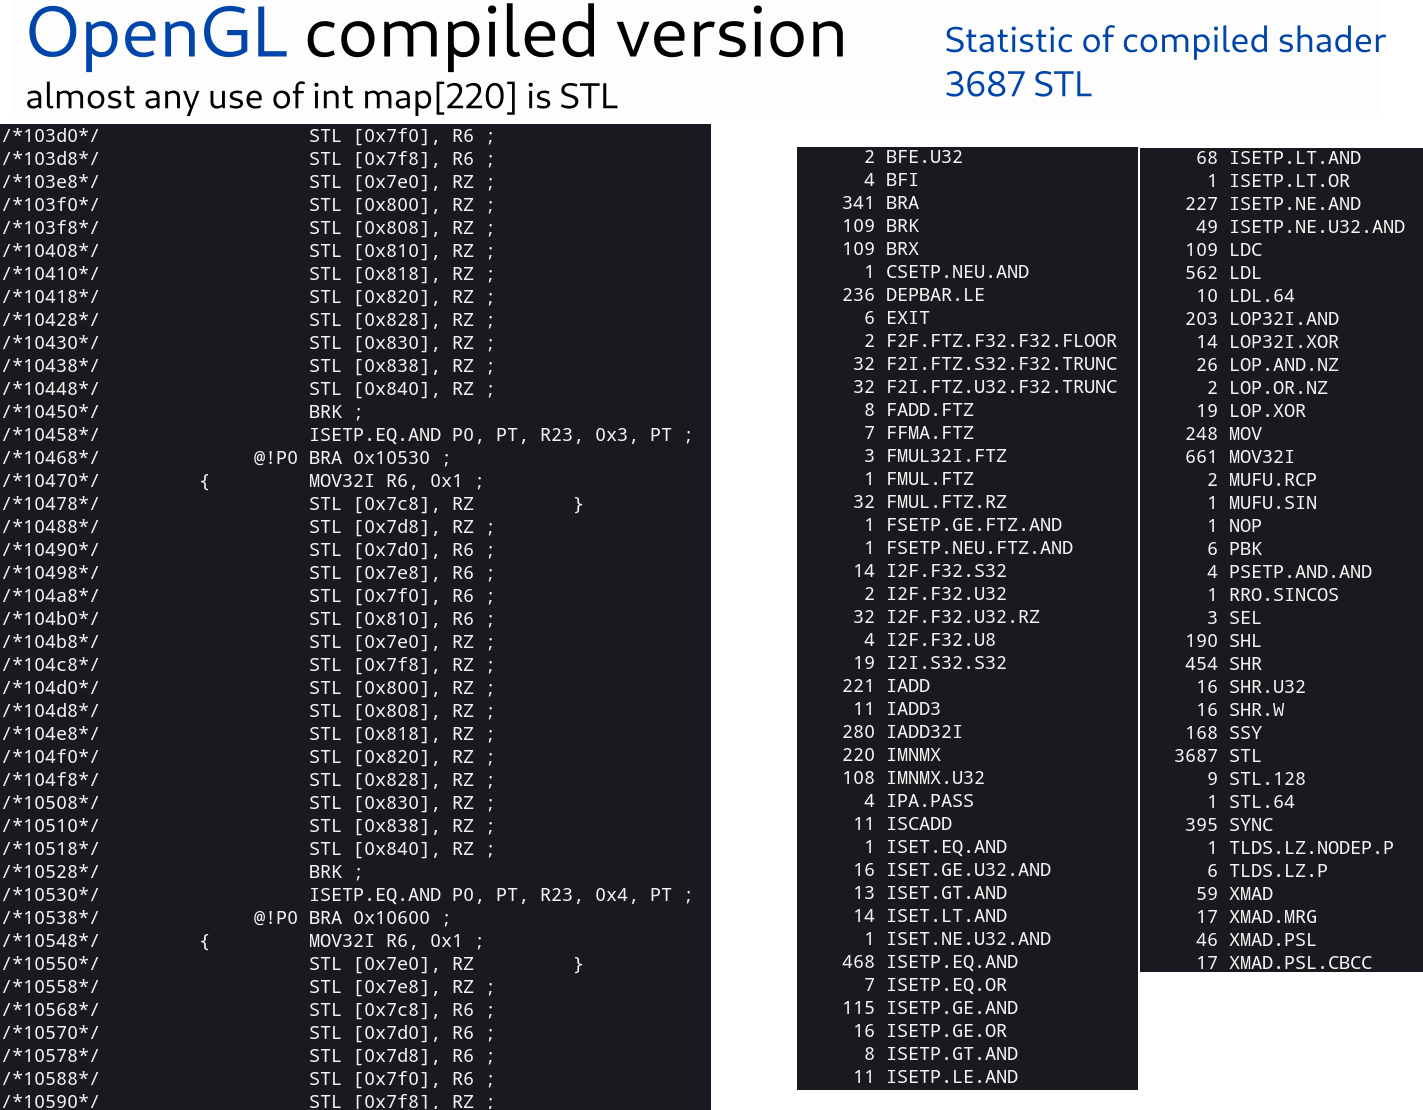 OpenGL compiled version
almost any use of int map[220] is STL
Statistic of compiled shader
3687 STL
/*103d0*/ STL [0x7f0], R6 ;
/*103d8*/ STL [0x7f8], R6 ;
/*103e8*/ STL [0x7e0], RZ ;
/*103f0*/ STL [0x800], RZ ;
/*103f8*/ STL [0x808], RZ ;
/*10408*/ STL [0x810], RZ ;
/*10410*/ STL [0x818], RZ ;
/*10418*/ STL [0x820], RZ ;
/*10428*/ STL [0x828], RZ ;
/*10430*/ STL [0x830], RZ ;
/*10438*/ STL [0x838], RZ ;
/*10448*/ STL [0x840], RZ ;
/*10450*/ BRK ;
/*10458*/ ISETP.EQ.AND P0, PT, R23, 0x3, PT ;
/*10468*/ @!P0 BRA 0x10530 ;
/*10470*/ { MOV32I R6, 0x1 ;
/*10478*/ STL [0x7c8], RZ }
/*10488*/ STL [0x7d8], RZ ;
/*10490*/ STL [0x7d0], R6 ;
/*10498*/ STL [0x7e8], R6 ;
/*104a8*/ STL [0x7f0], R6 ;
/*104b0*/ STL [0x810], R6 ;
/*104b8*/ STL [0x7e0], RZ ;
/*104c8*/ STL [0x7f8], RZ ;
/*104d0*/ STL [0x800], RZ ;
/*104d8*/ STL [0x808], RZ ;
/*104e8*/ STL [0x818], RZ ;
/*104f0*/ STL [0x820], RZ ;
/*104f8*/ STL [0x828], RZ ;
/*10508*/ STL [0x830], RZ ;
/*10510*/ STL [0x838], RZ ;
/*10518*/ STL [0x840], RZ ;
/*10528*/ BRK ;
/*10530*/ ISETP.EQ.AND P0, PT, R23, 0x4, PT ;
/*10538*/ @!P0 BRA 0x10600 ;
/*10548*/ { MOV32I R6, 0x1 ;
/*10550*/ STL [0x7e0], RZ }
/*10558*/ STL [0x7e8], RZ ;
/*10568*/ STL [0x7c8], R6 ;
/*10570*/ STL [0x7d0], R6 ;
/*10578*/ STL [0x7d8], R6 ;
/*10588*/ STL [0x7f0], R6 ;
/*10590*/ STL [0x7f8], RZ ;
2 BFE.U32
4 BFI
341 BRA
109 BRK
109 BRX
1 CSETP.NEU.AND
236 DEPBAR.LE
6 EXIT
2 F2F.FTZ.F32.F32.FLOOR
32 F2I.FTZ.S32.F32.TRUNC
32 F2I.FTZ.U32.F32.TRUNC
8 FADD.FTZ
7 FFMA.FTZ
3 FMUL32I.FTZ
1 FMUL.FTZ
32 FMUL.FTZ.RZ
1 FSETP.GE.FTZ.AND
1 FSETP.NEU.FTZ.AND
14 I2F.F32.S32
2 I2F.F32.U32
32 I2F.F32.U32.RZ
4 I2F.F32.U8
19 I2I.S32.S32
221 IADD
11 IADD3
280 IADD32I
220 IMNMX
108 IMNMX.U32
4 IPA.PASS
11 ISCADD
1 ISET.EQ.AND
16 ISET.GE.U32.AND
13 ISET.GT.AND
14 ISET.LT.AND
1 ISET.NE.U32.AND
468 ISETP.EQ.AND
7 ISETP.EQ.OR
115 ISETP.GE.AND
16 ISETP.GE.OR
8 ISETP.GT.AND
11 ISETP.LE.AND
68 ISETP.LT.AND
1 ISETP.LT.OR
227 ISETP.NE.AND
49 ISETP.NE.U32.AND
109 LDC
562 LDL
10 LDL.64
203 LOP32I.AND
14 LOP32I.XOR
26 LOP.AND.NZ
2 LOP.OR.NZ
19 LOP.XOR
248 MOV
661 MOV32I
2 MUFU.RCP
1 MUFU.SIN
1 NOP
6 PBK
4 PSETP.AND.AND
1 RRO.SINCOS
3 SEL
190 SHL
454 SHR
16 SHR.U32
16 SHR.W
168 SSY
3687 STL
9 STL.128
1 STL.64
395 SYNC
1 TLDS.LZ.NODEP.P
6 TLDS.LZ.P
59 XMAD
17 XMAD.MRG
46 XMAD.PSL
17 XMAD.PSL.CBCC